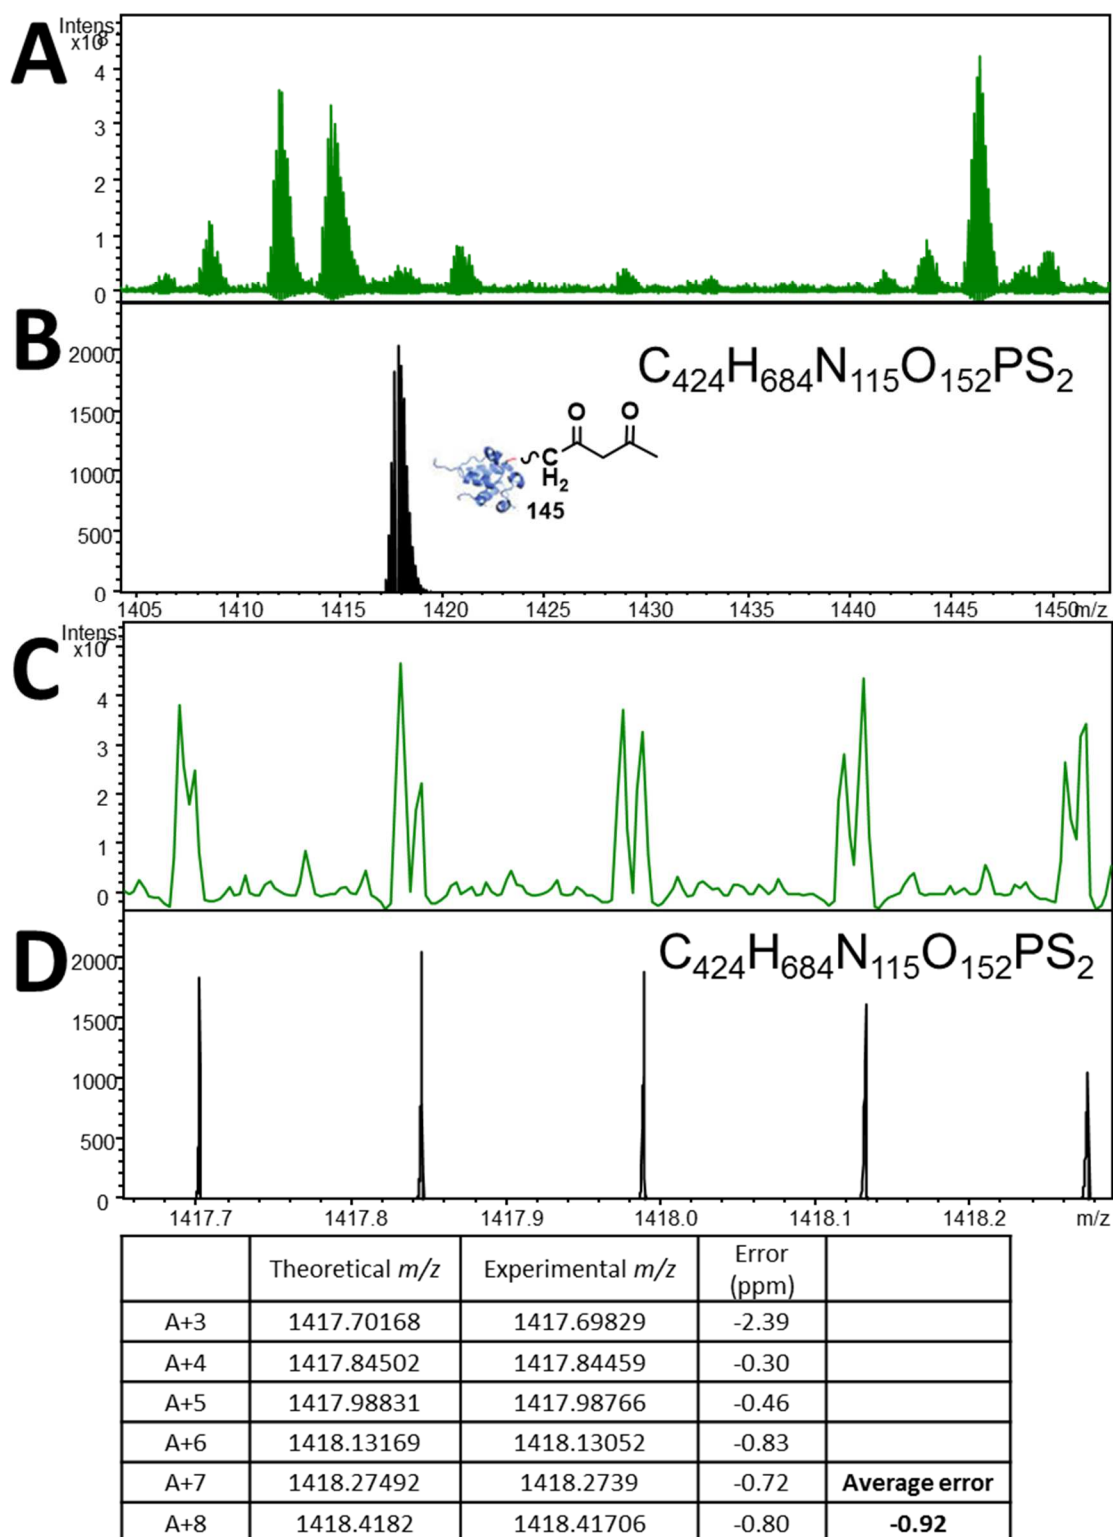 A
Intens.
x10⁸
4
3
2
1
0
B
2000
1500
1000
500
0
C₄₂₄H₆₈₄N₁₁₅O₁₅₂PS₂
O O
C
H₂
145
1405 1410 1415 1420 1425 1430 1435 1440 1445 1450 m/z
C
Intens.
x10⁷
4
3
2
1
0
D
2000
1500
1000
500
0
C₄₂₄H₆₈₄N₁₁₅O₁₅₂PS₂
1417.7 1417.8 1417.9 1418.0 1418.1 1418.2 m/z
Theoretical m/z Experimental m/z Error
(ppm)
A+3 1417.70168 1417.69829 -2.39
A+4 1417.84502 1417.84459 -0.30
A+5 1417.98831 1417.98766 -0.46
A+6 1418.13169 1418.13052 -0.83
A+7 1418.27492 1418.2739 -0.72 Average error
A+8 1418.4182 1418.41706 -0.80 -0.92